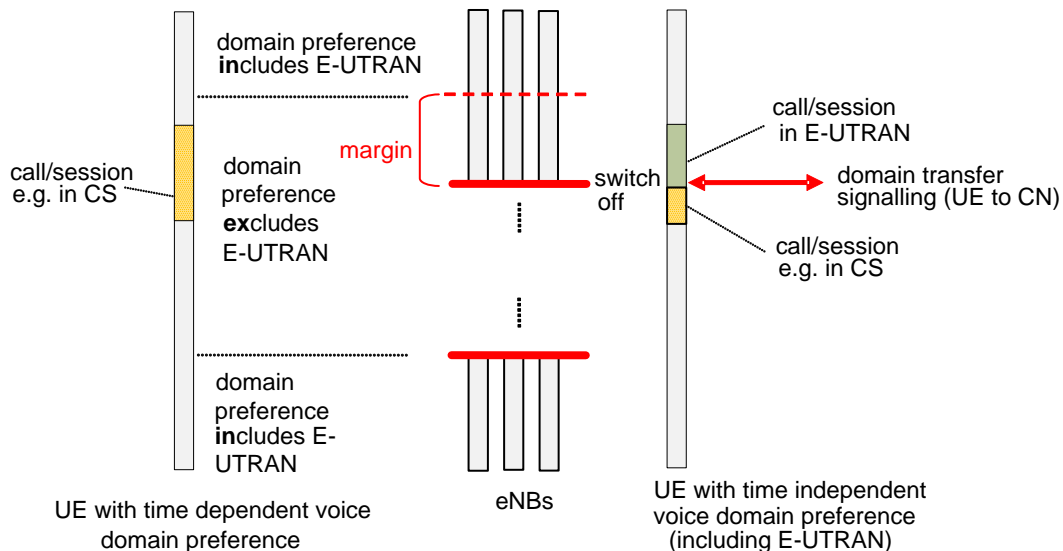 domain preference
includes E-UTRAN
call/session
e.g. in CS
domain
preference
excludes
E-UTRAN
domain
preference
includes E-
UTRAN
UE with time dependent voice
domain preference
margin
switch
off
eNBs
call/session
in E-UTRAN
domain transfer
signalling (UE to CN)
call/session
e.g. in CS
UE with time independent
voice domain preference
(including E-UTRAN)